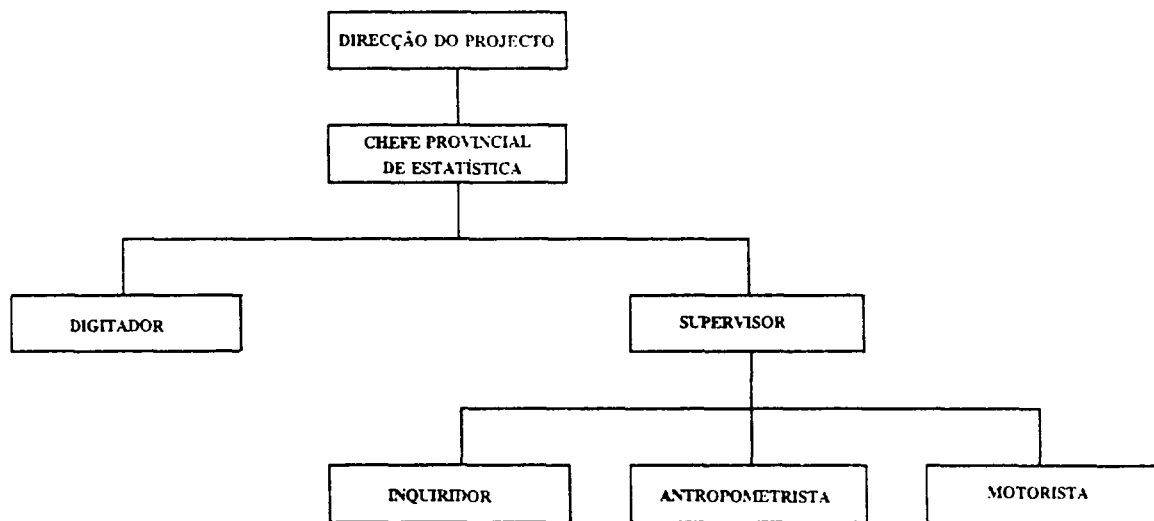 DIRECÇÃO DO PROJECTO
CHEFE PROVINCIAL
DE ESTATÍSTICA
DIGITADOR
SUPERVISOR
INQUIRIDOR
ANTROPOMETRISTA
MOTORISTA